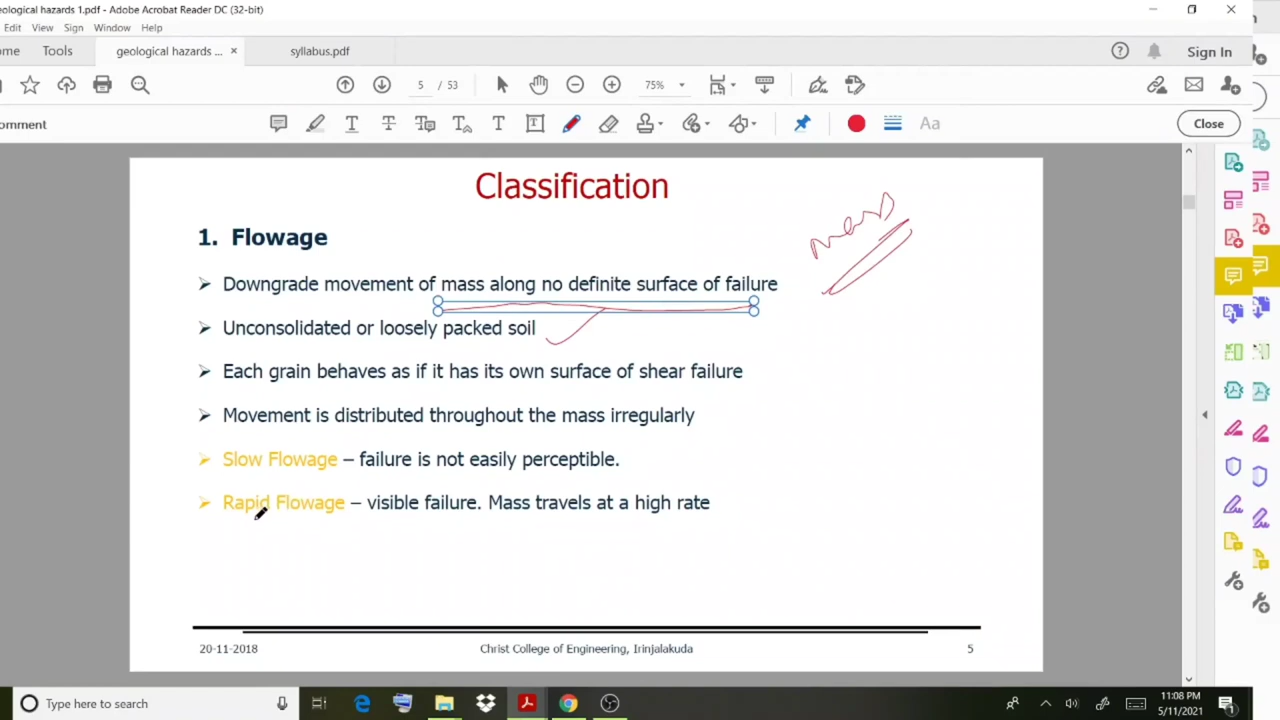 eological hazards 1.pdf - Adobe Acrobat Reader DC (32-bit)
Edit View Sign Window Help
ome Tools geological hazards ... × syllabus.pdf Sign In
5 / 53 75%
omment Aa Close
Classification
mass
1. Flowage
➢ Downgrade movement of mass along no definite surface of failure
➢ Unconsolidated or loosely packed soil
➢ Each grain behaves as if it has its own surface of shear failure
➢ Movement is distributed throughout the mass irregularly
➢ Slow Flowage – failure is not easily perceptible.
➢ Rapid Flowage – visible failure. Mass travels at a high rate
20-11-2018 Christ College of Engineering, Irinjalakuda 5
Type here to search
11:08 PM
5/11/2021
1